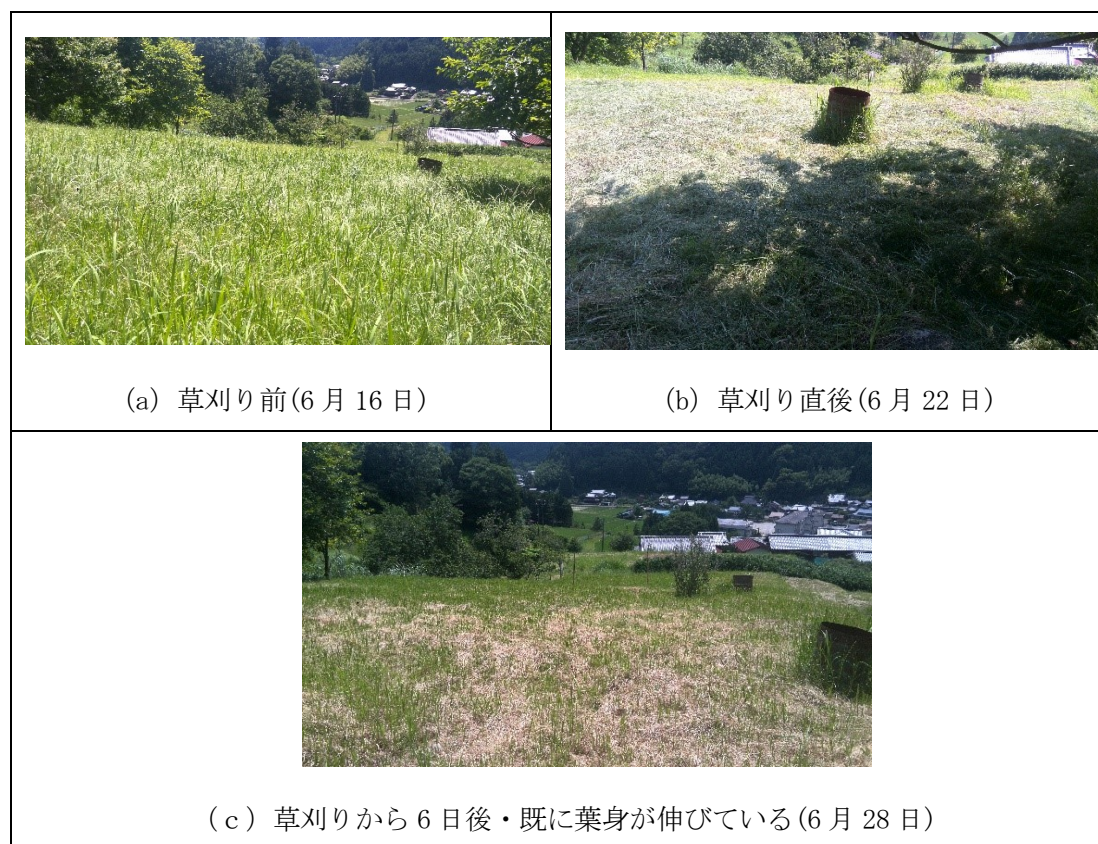 (a) 草刈り前(6 月 16 日)
(b) 草刈り直後(6 月 22 日)
(ｃ) 草刈りから 6 日後・既に葉身が伸びている(6 月 28 日)